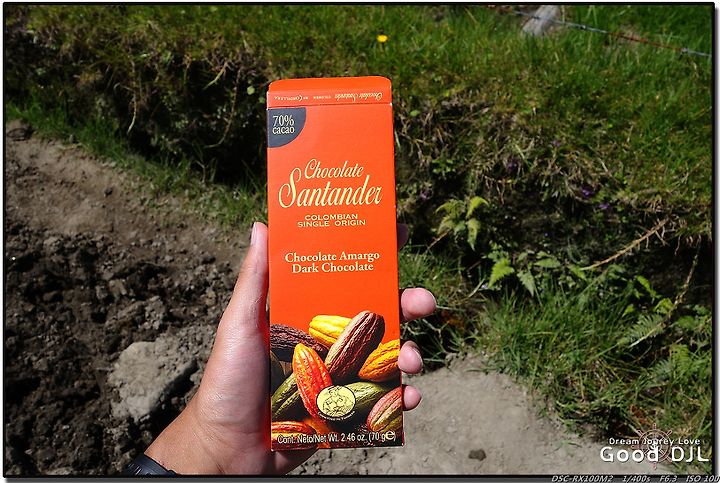 70%
cacao
Chocolate
Santander
COLOMBIAN
SINGLE ORIGIN
Chocolate Amargo
Dark Chocolate
Cont. Neto/Net Wt. 2.46 oz. (70 g)e
Dream Jourey Love
Good DJL
DSC-RX100M2 1/400s F6.3 ISO 100